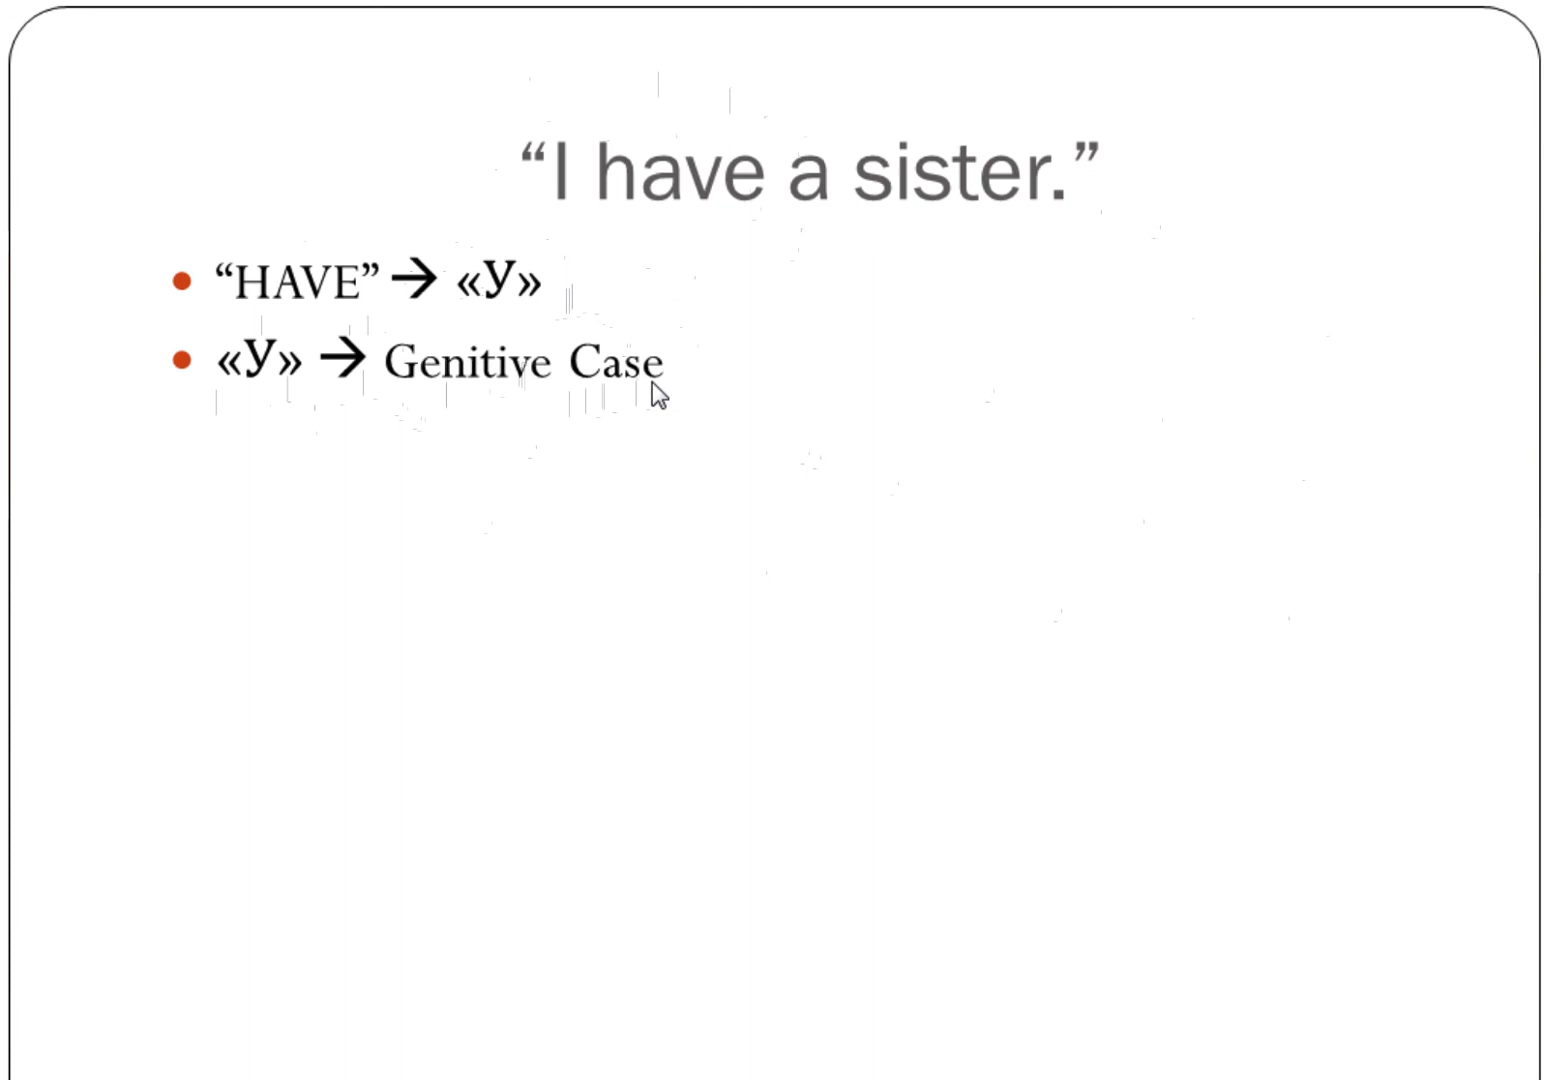 “I have a sister.”
• “HAVE” → «У»
• «У» → Genitive Case